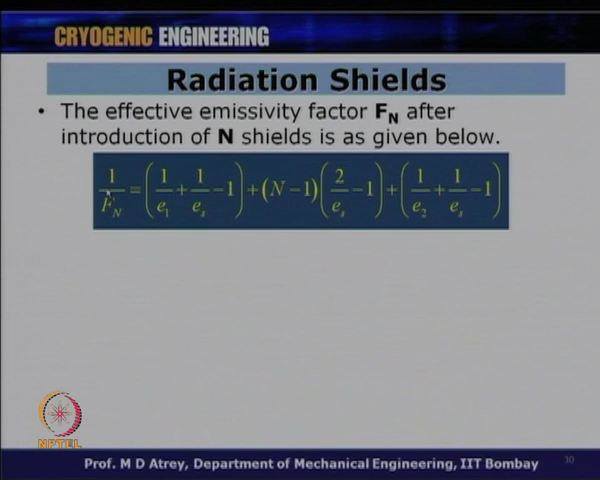 CRYOGENIC ENGINEERING
Radiation Shields
• The effective emissivity factor F_N after
introduction of N shields is as given below.
1/F_N = (1/e_1 + 1/e_s − 1) + (N − 1)(2/e_s − 1) + (1/e_2 + 1/e_s − 1)
NPTEL
Prof. M D Atrey, Department of Mechanical Engineering, IIT Bombay
30